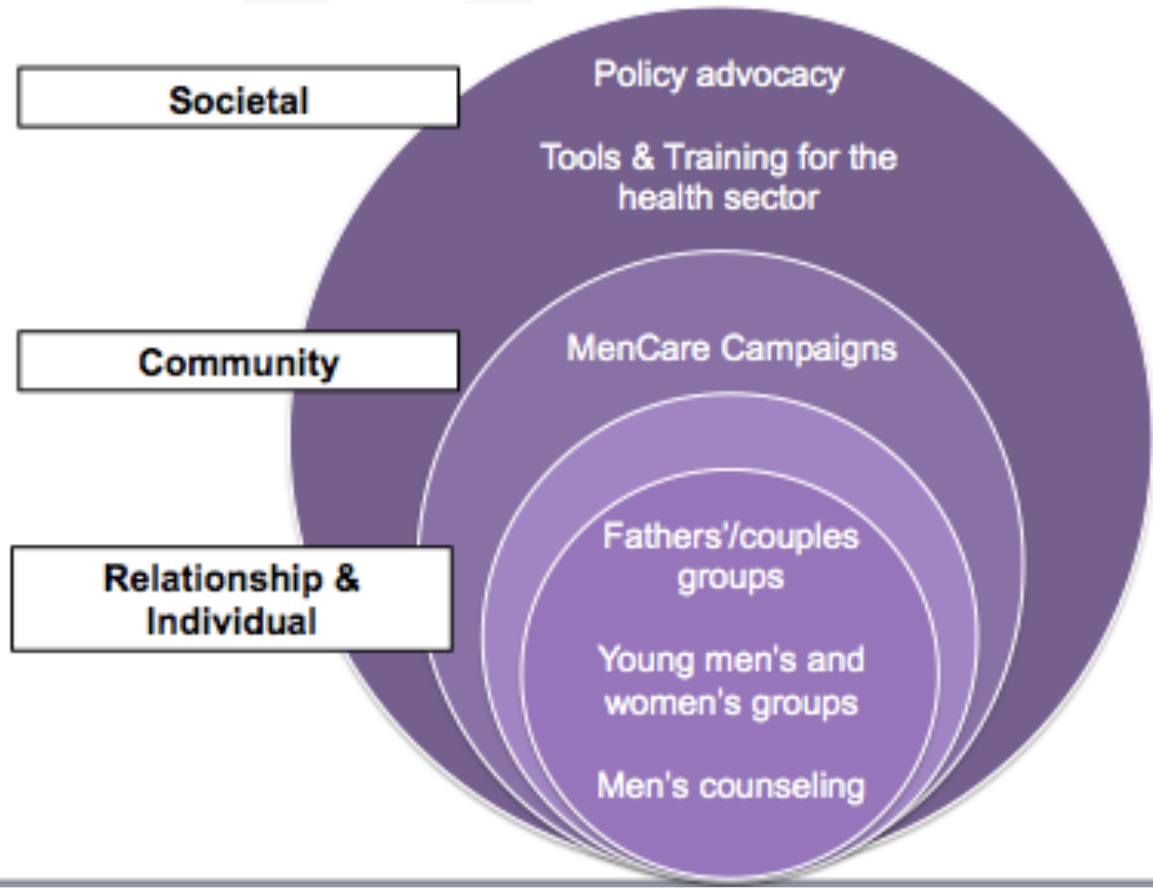 Societal
Policy advocacy
Tools & Training for the
health sector
Community
MenCare Campaigns
Relationship &
Individual
Fathers'/couples
groups
Young men's and
women's groups
Men's counseling